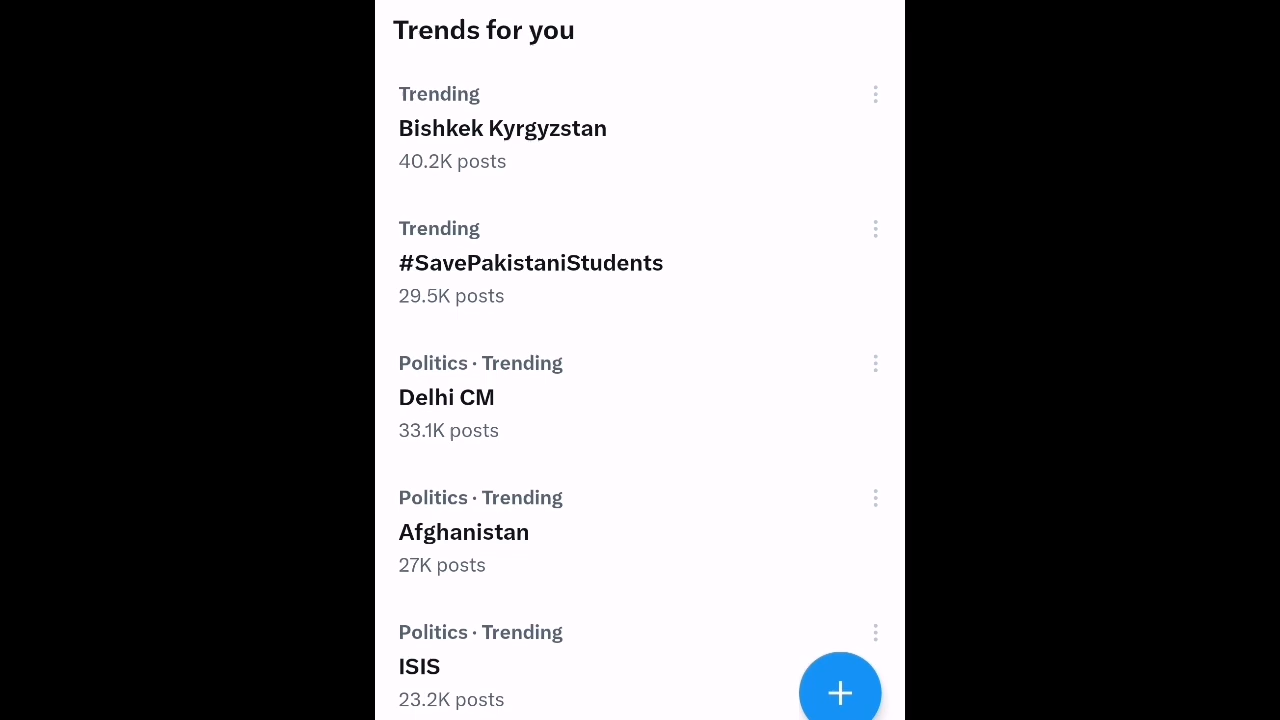 Trends for you
Trending
Bishkek Kyrgyzstan
40.2K posts
Trending
#SavePakistaniStudents
29.5K posts
Politics · Trending
Delhi CM
33.1K posts
Politics · Trending
Afghanistan
27K posts
Politics · Trending
ISIS
23.2K posts